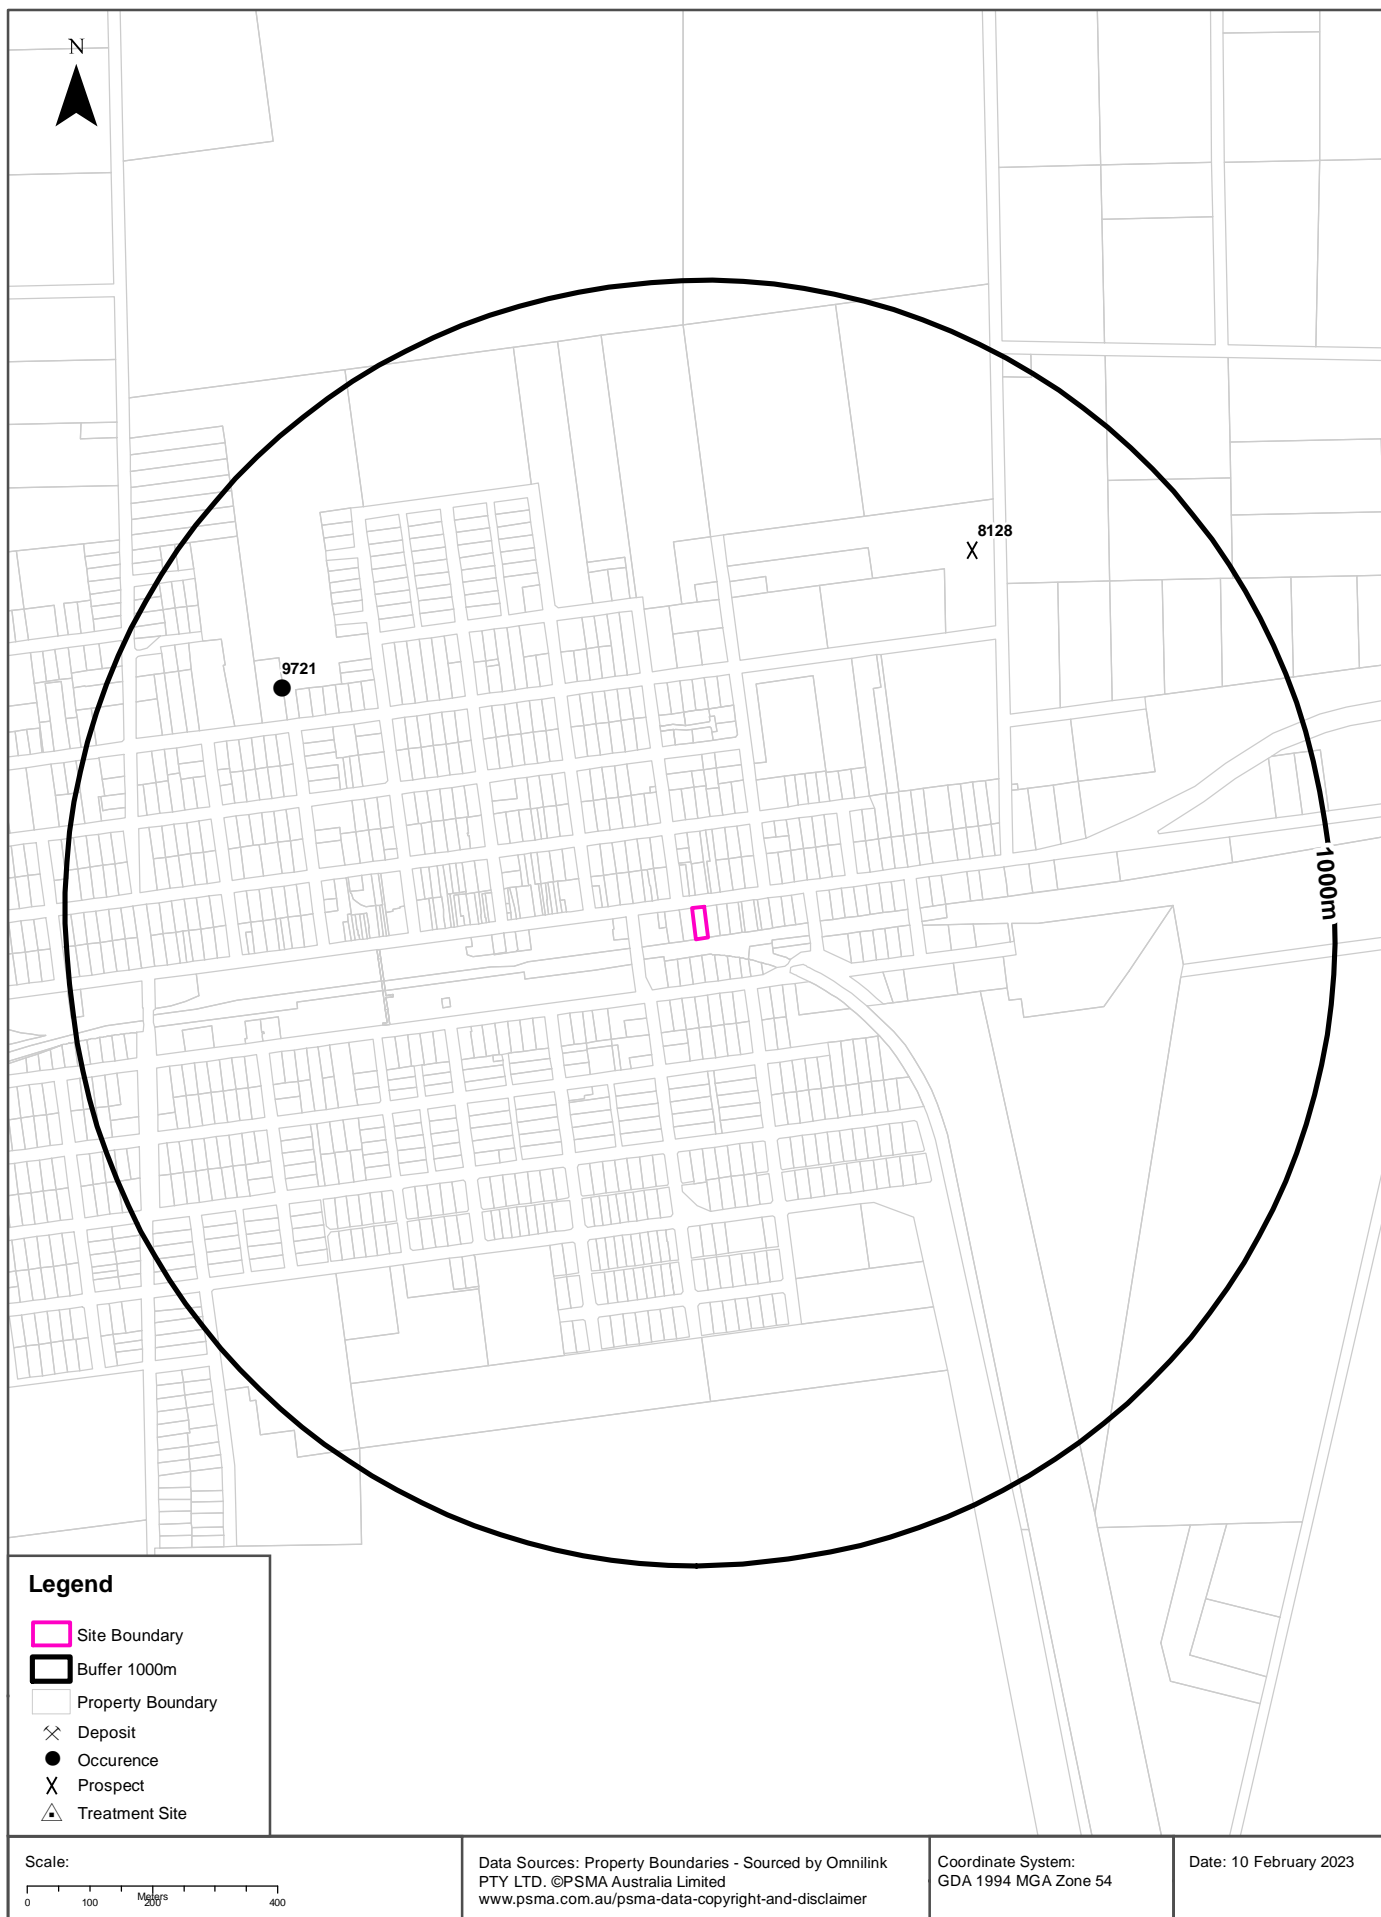 N
8128
9721
1000m
Legend
Site Boundary
Buffer 1000m
Property Boundary
Deposit
Occurence
Prospect
Treatment Site
Scale:
Meters
0 100 200 400
Data Sources: Property Boundaries - Sourced by Omnilink
PTY LTD. ©PSMA Australia Limited
www.psma.com.au/psma-data-copyright-and-disclaimer
Coordinate System:
GDA 1994 MGA Zone 54
Date: 10 February 2023